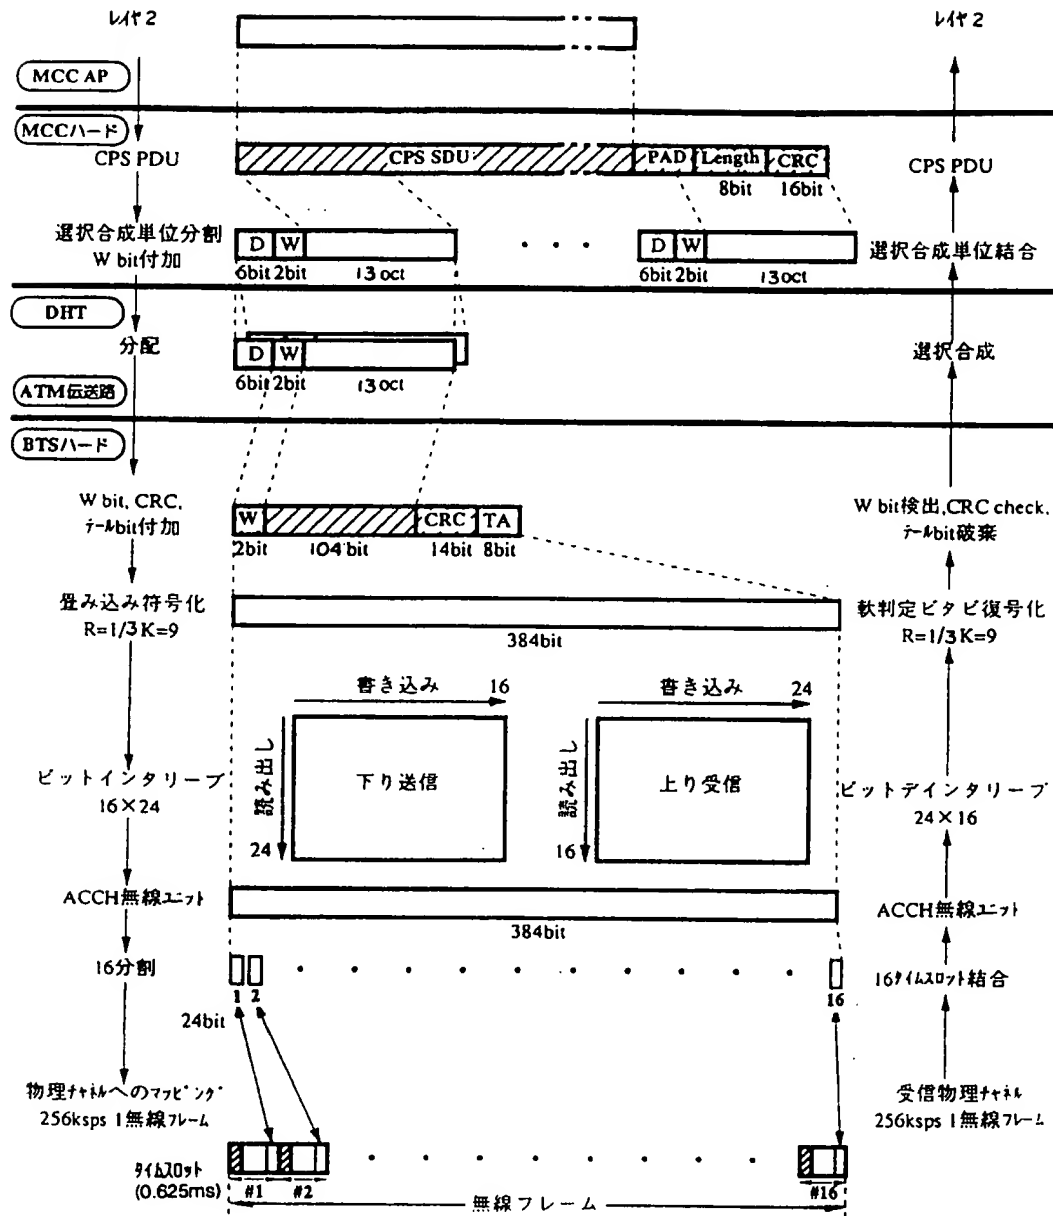 レイヤ2
レイヤ2
MCC AP
MCCハード
CPS PDU
CPS SDU
PAD
Length
CRC
8bit
16bit
CPS PDU
選択合成単位分割
W bit付加
D
W
6bit
2bit
13oct
D
W
6bit
2bit
13oct
選択合成単位結合
DHT
分配
D
W
6bit
2bit
13oct
選択合成
ATM伝送路
BTSハード
W bit, CRC,
テールbit付加
W
CRC
TA
2bit
104bit
14bit
8bit
W bit検出,CRC check,
テールbit破棄
畳み込み符号化
R=1/3 K=9
384bit
軟判定ビタビ復号化
R=1/3 K=9
書き込み
16
書き込み
24
読み出し
24
下り送信
読み出し
16
上り受信
ビットインタリーブ
16×24
ビットデインタリーブ
24×16
ACCH無線ユニット
384bit
ACCH無線ユニット
16分割
1
2
16
24bit
16タイムスロット結合
物理チャネルへのマッピング
256ksps 1無線フレーム
受信物理チャネル
256ksps 1無線フレーム
タイムスロット
(0.625ms)
#1
#2
#16
無線フレーム